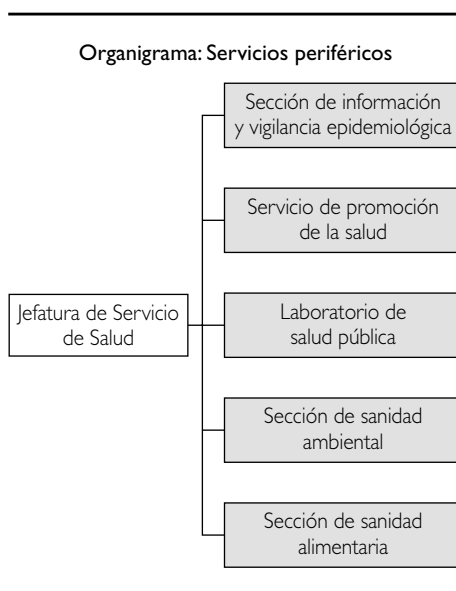 Organigrama: Servicios periféricos
Sección de información
y vigilancia epidemiológica
Servicio de promoción
de la salud
Jefatura de Servicio
de Salud
Laboratorio de
salud pública
Sección de sanidad
ambiental
Sección de sanidad
alimentaria